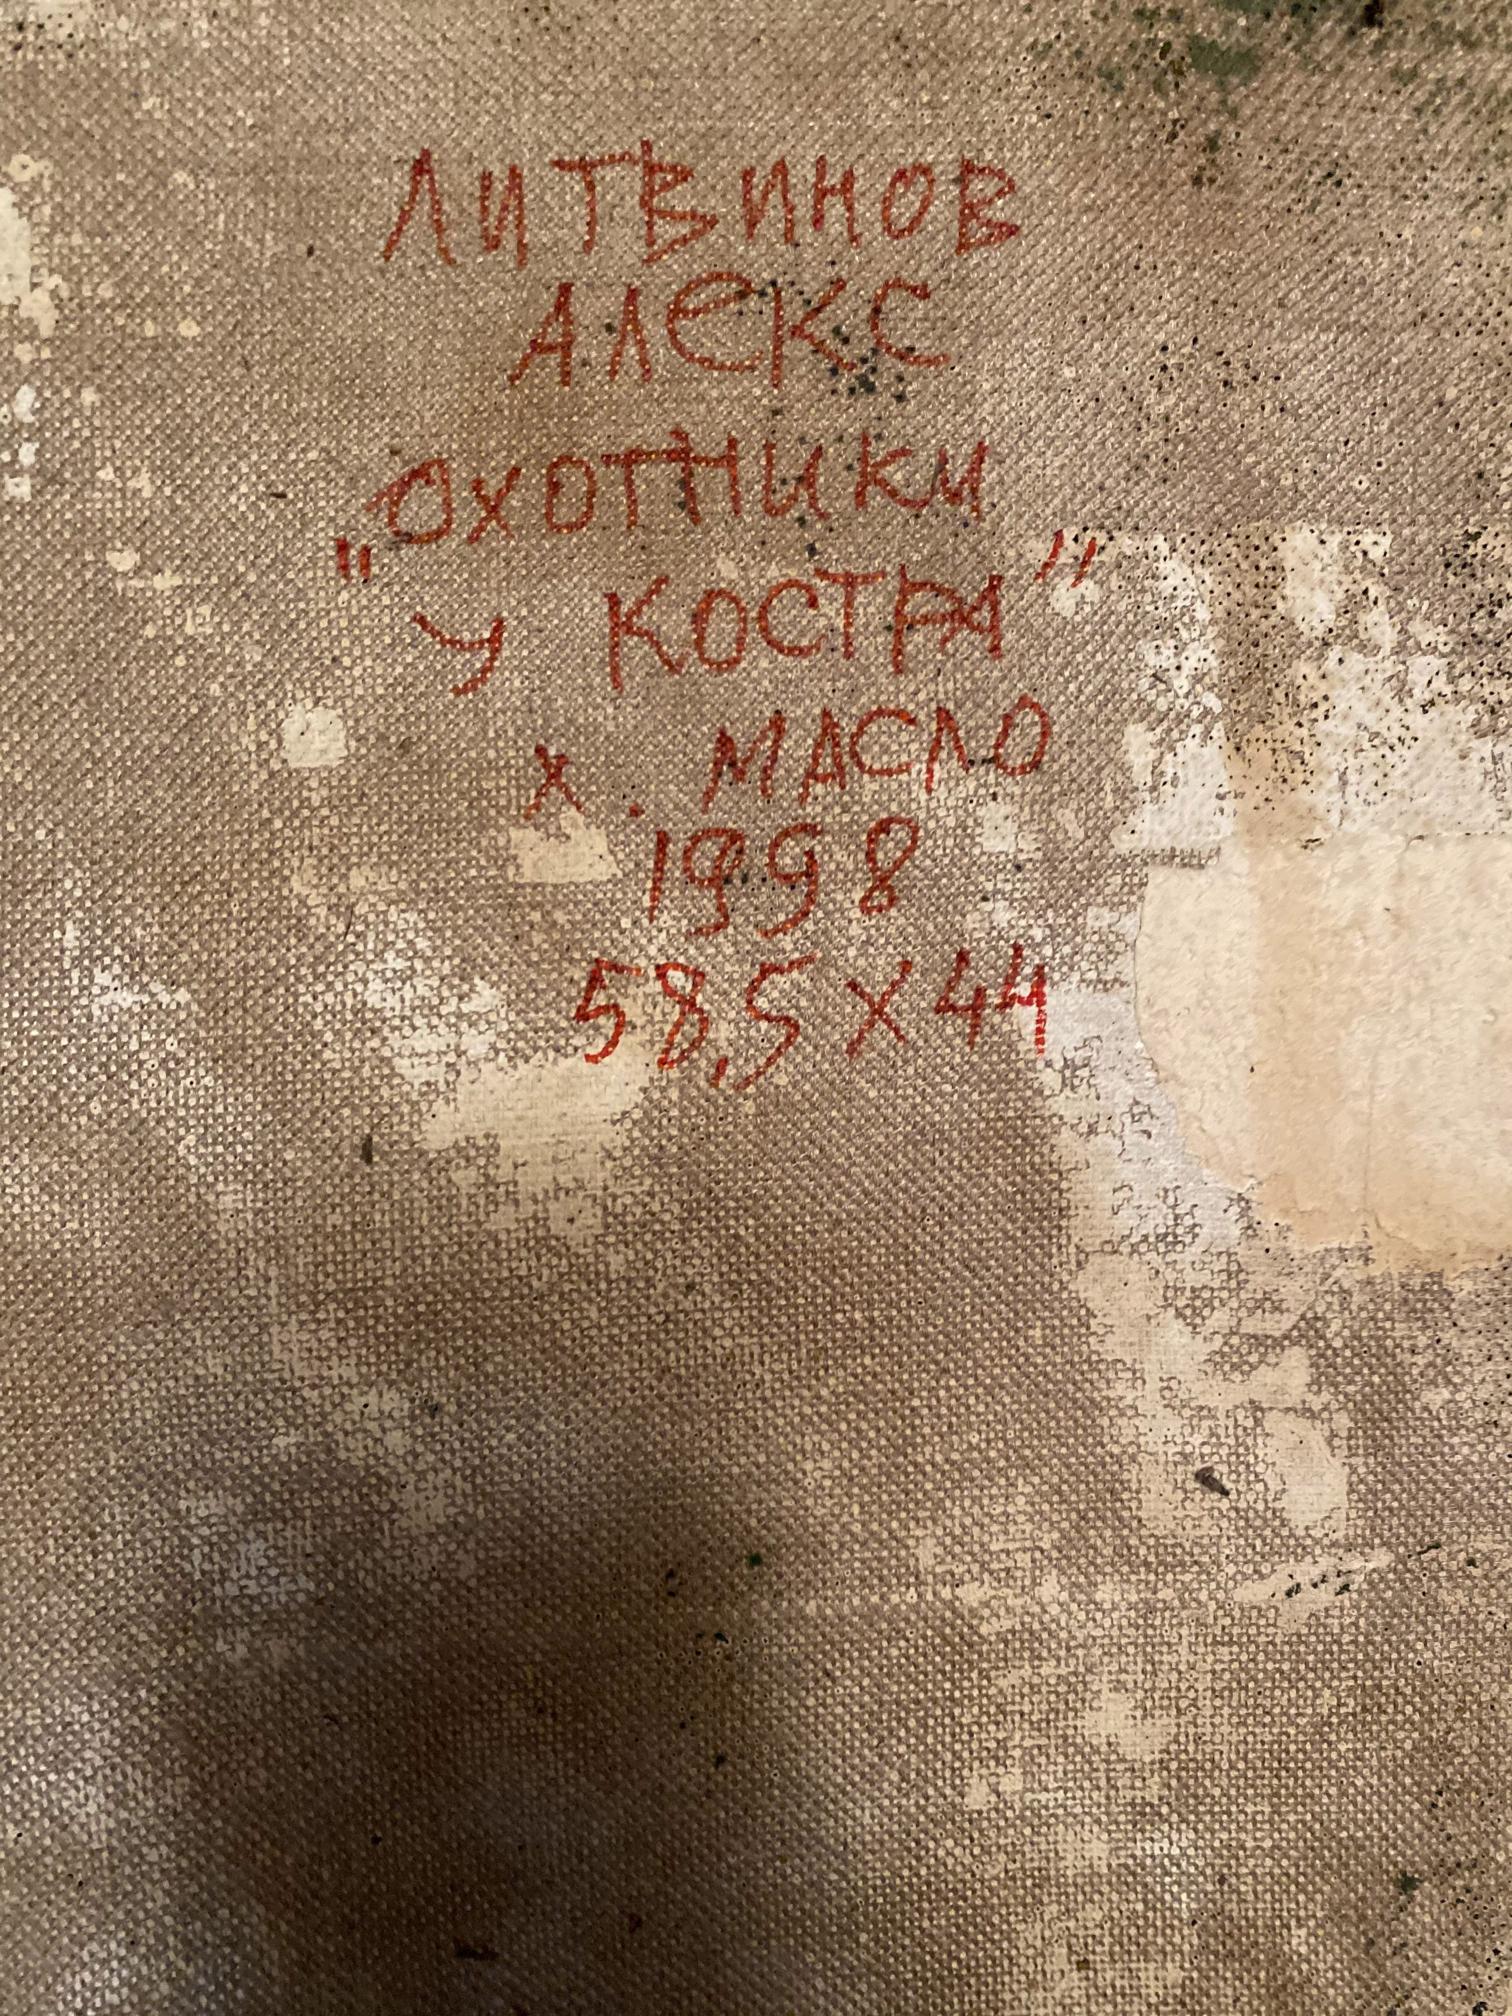 ЛИТВИНОВ
АЛЕКС
"ОХОТНИКИ
У КОСТРА"
х. МАСЛО
1998
58,5 X 44